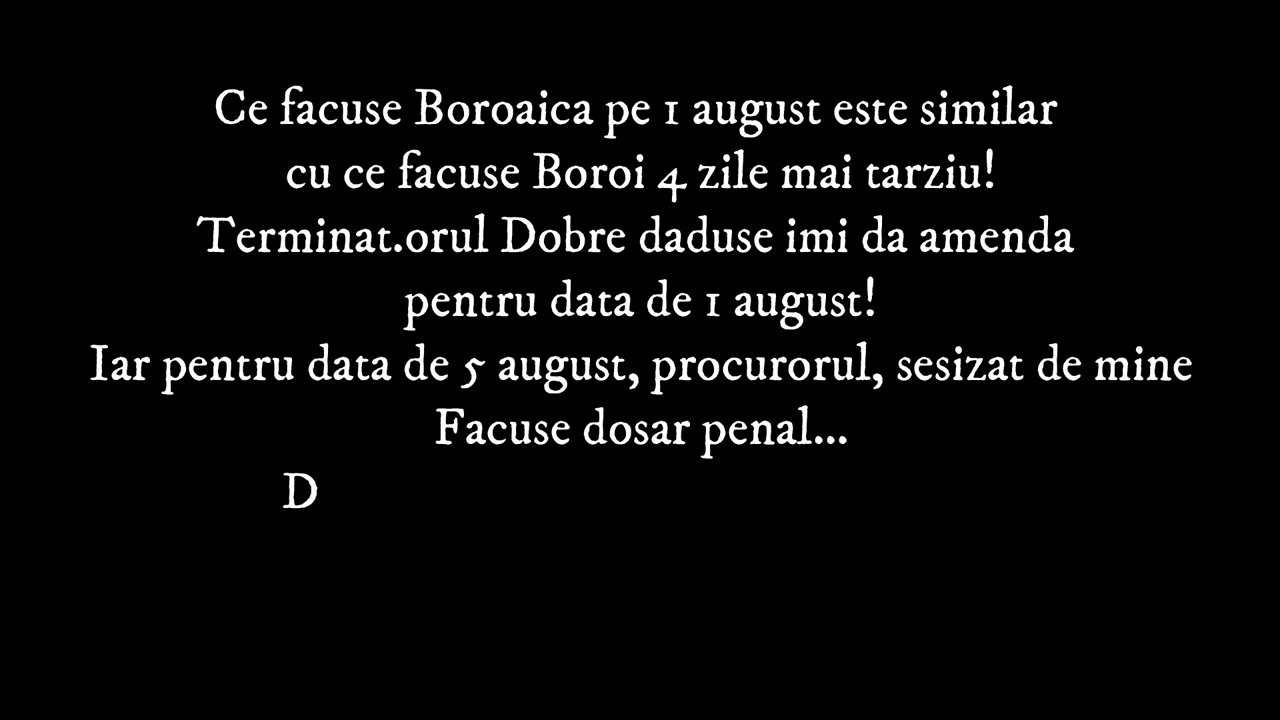 Ce facuse Boroaica pe 1 august este similar
cu ce facuse Boroi 4 zile mai tarziu!
Terminat.orul Dobre daduse imi da amenda
pentru data de 1 august!
Iar pentru data de 5 august, procurorul, sesizat de mine
Facuse dosar penal...
D